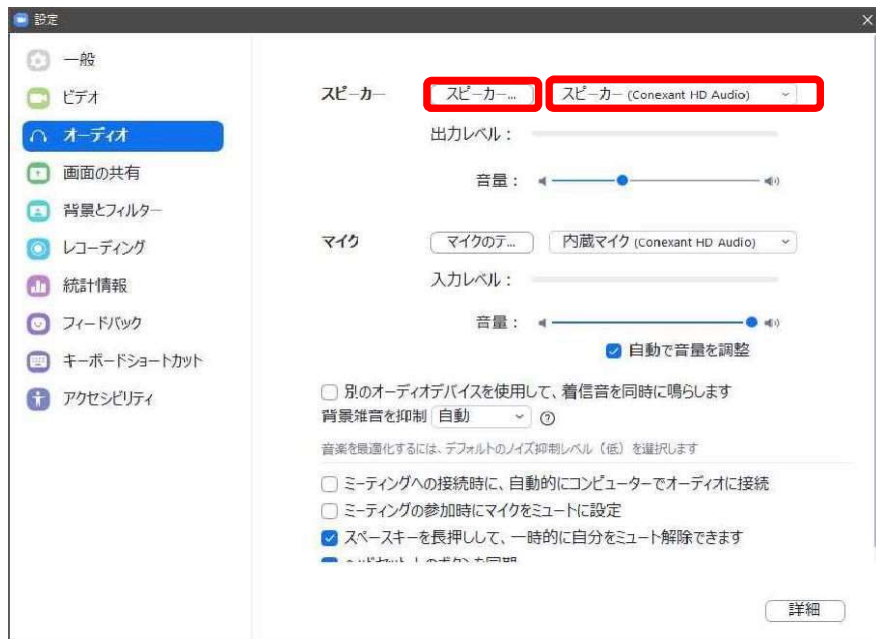 設定
一般
ビデオ
オーディオ
画面の共有
背景とフィルター
レコーディング
統計情報
フィードバック
キーボードショートカット
アクセシビリティ
スピーカー スピーカー... スピーカー (Conexant HD Audio)
出力レベル：
音量：
マイク マイクのテ... 内蔵マイク (Conexant HD Audio)
入力レベル：
音量：
自動で音量を調整
別のオーディオデバイスを使用して、着信音を同時に鳴らします
背景雑音を抑制 自動
音楽を最適化するには、デフォルトのノイズ抑制レベル（低）を選択します
ミーティングへの接続時に、自動的にコンピューターでオーディオに接続
ミーティングの参加時にマイクをミュートに設定
スペースキーを長押しして、一時的に自分をミュート解除できます
詳細